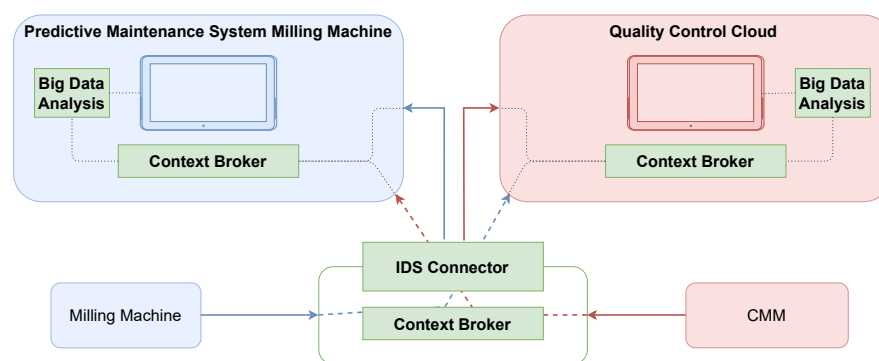 Predictive Maintenance System Milling Machine
Quality Control Cloud
Big Data
Analysis
Context Broker
Big Data
Analysis
Context Broker
IDS Connector
Milling Machine
Context Broker
CMM